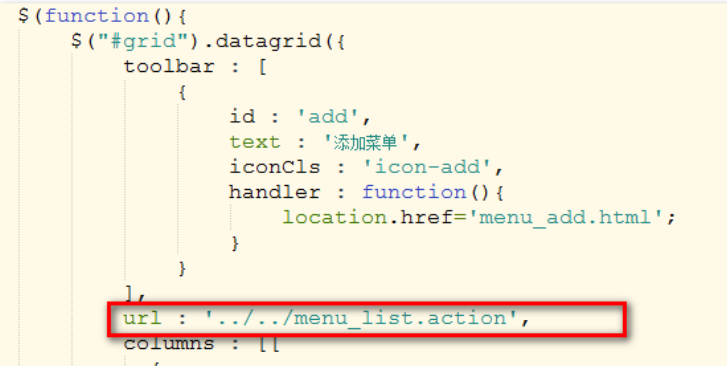 $(function(){
$("#grid").datagrid({
toolbar : [
{
id : 'add',
text : '添加菜单',
iconCls : 'icon-add',
handler : function(){
location.href='menu_add.html';
}
}
],
url : '../../menu_list.action',
columns : [[